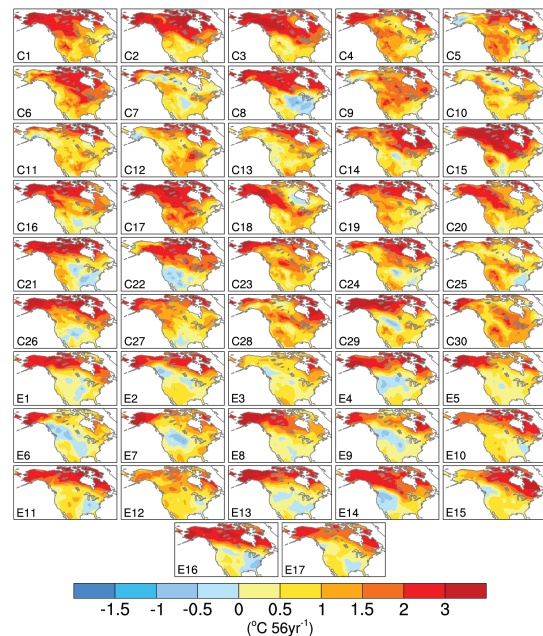 C1 C2 C3 C4 C5
C6 C7 C8 C9 C10
C11 C12 C13 C14 C15
C16 C17 C18 C19 C20
C21 C22 C23 C24 C25
C26 C27 C28 C29 C30
E1 E2 E3 E4 E5
E6 E7 E8 E9 E10
E11 E12 E13 E14 E15
E16 E17
-1.5 -1 -0.5 0 0.5 1 1.5 2 3
(°C 56yr⁻¹)